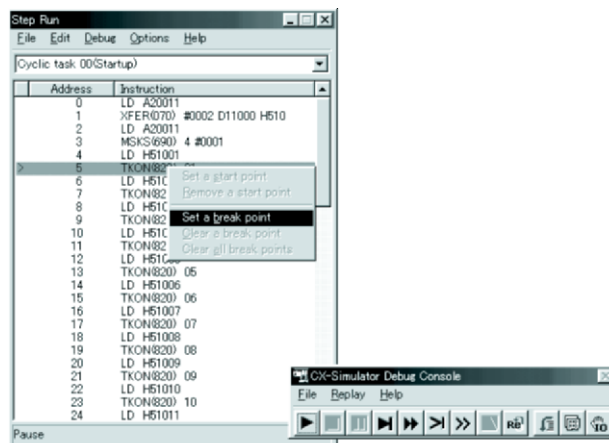 Step Run
File Edit Debug Options Help
Cyclic task 00(Startup)
Address Instruction
0 LD A20011
1 XFER(070) #0002 D11000 H510
2 LD A20011
3 MSKS(690) 4 #0001
4 LD H51001
> 5 TKON(820) 01
6 LD H510
7 TKON(82
8 LD H510
9 TKON(82
10 LD H510
11 TKON(82
12 LD H51005
13 TKON(820) 05
14 LD H51006
15 TKON(820) 06
16 LD H51007
17 TKON(820) 07
18 LD H51008
19 TKON(820) 08
20 LD H51009
21 TKON(820) 09
22 LD H51010
23 TKON(820) 10
24 LD H51011
Set a start point
Remove a start point
Set a break point
Clear a break point
Clear all break points
Pause
CX-Simulator Debug Console
File Replay Help
RE
IO